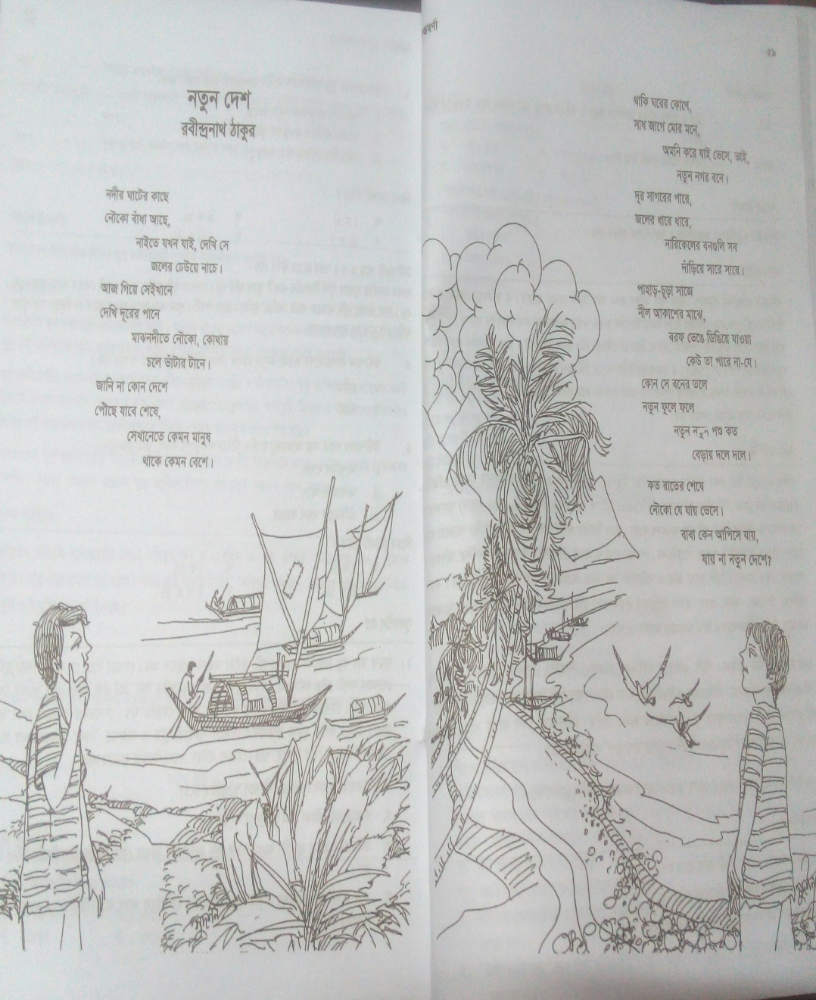 নতুন দেশ
রবীন্দ্রনাথ ঠাকুর
নদীর ঘাটের কাছে
নৌকো বাঁধা আছে,
নাইতে যখন যাই, দেখি সে
জলের ঢেউয়ে নাচে।
আজ গিয়ে সেইখানে
দেখি দূরের পানে
মাঝনদীতে নৌকো, কোথায়
চলে ভাঁটার টানে।
জানি না কোন দেশে
পৌঁছে যাবে শেষে,
সেখানেতে কেমন মানুষ
থাকে কেমন বেশে।
৫৯
থাকি ঘরের কোণে,
সাধ জাগে মোর মনে,
অমনি করে যাই ভেসে, ভাই,
নতুন নগর বনে।
দূর সাগরের পারে,
জলের ধারে ধারে,
নারিকেলের বনগুলি সব
দাঁড়িয়ে সারে সারে।
পাহাড়-চূড়া সাজে
নীল আকাশের মাঝে,
বরফ ভেঙে ডিঙিয়ে যাওয়া
কেউ তা পারে না-যে।
কোন সে বনের তলে
নতুন ফুলে ফলে
নতুন নতুন পশু কত
বেড়ায় দলে দলে।
কত রাতের শেষে
নৌকো যে যায় ভেসে।
বাবা কেন আপিসে যায়,
যায় না নতুন দেশে?